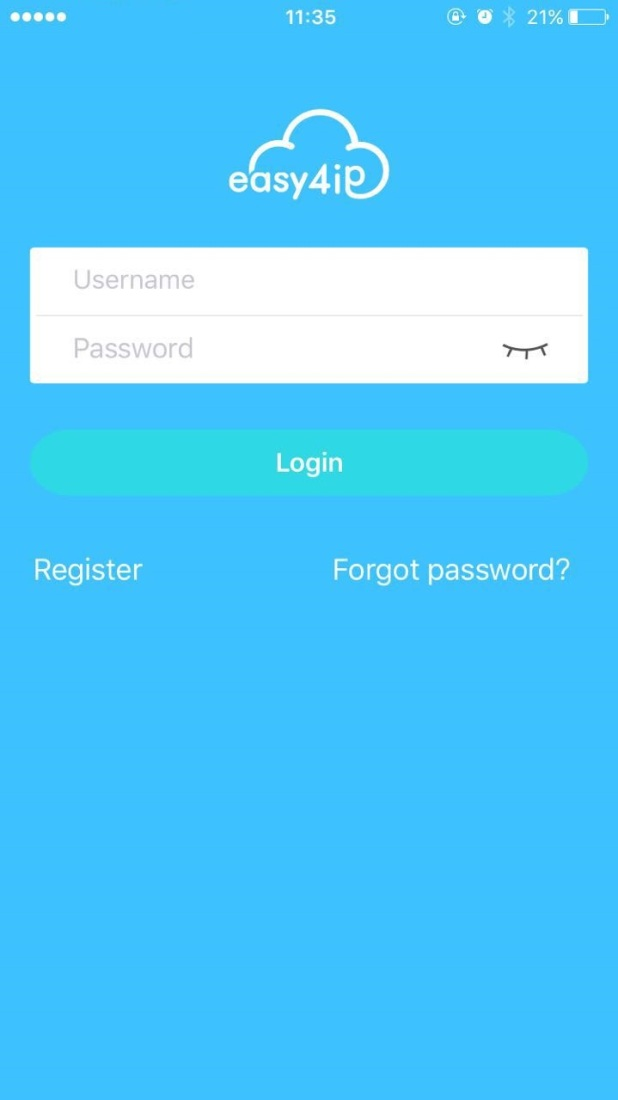 11:35
21%
easy4ip
Username
Password
Login
Register
Forgot password?